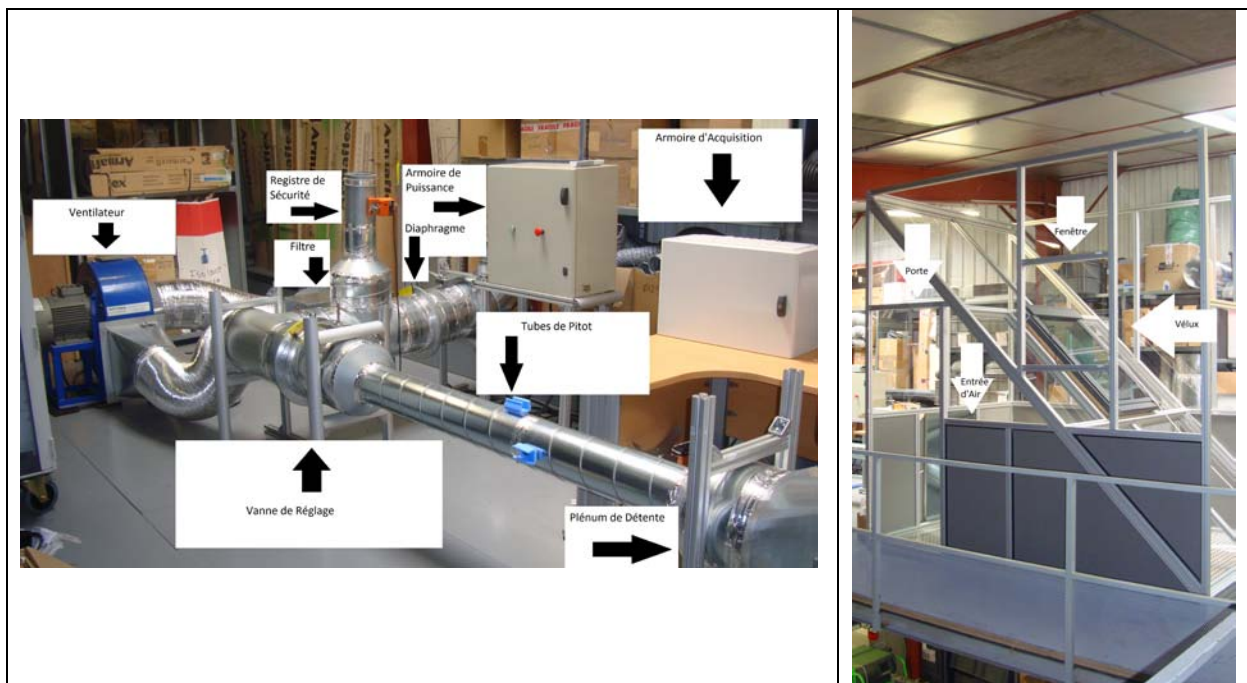 Armoire d'Acquisition
Registre de
Sécurité
Armoire de
Puissance
Ventilateur
Filtre
Diaphragme
Tubes de Pitot
Vanne de Réglage
Plénum de Détente
Fenêtre
Porte
Vélux
Entrée
d'Air